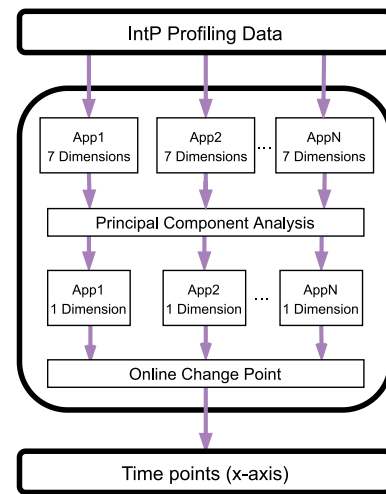 IntP Profiling Data
App1
7 Dimensions
App2
7 Dimensions
...
AppN
7 Dimensions
Principal Component Analysis
App1
1 Dimension
App2
1 Dimension
...
AppN
1 Dimension
Online Change Point
Time points (x-axis)